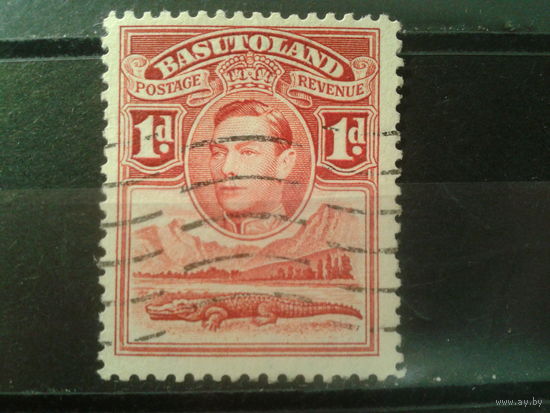 BASUTOLAND
POSTAGE REVENUE
1d. 1d.
www.ay.by